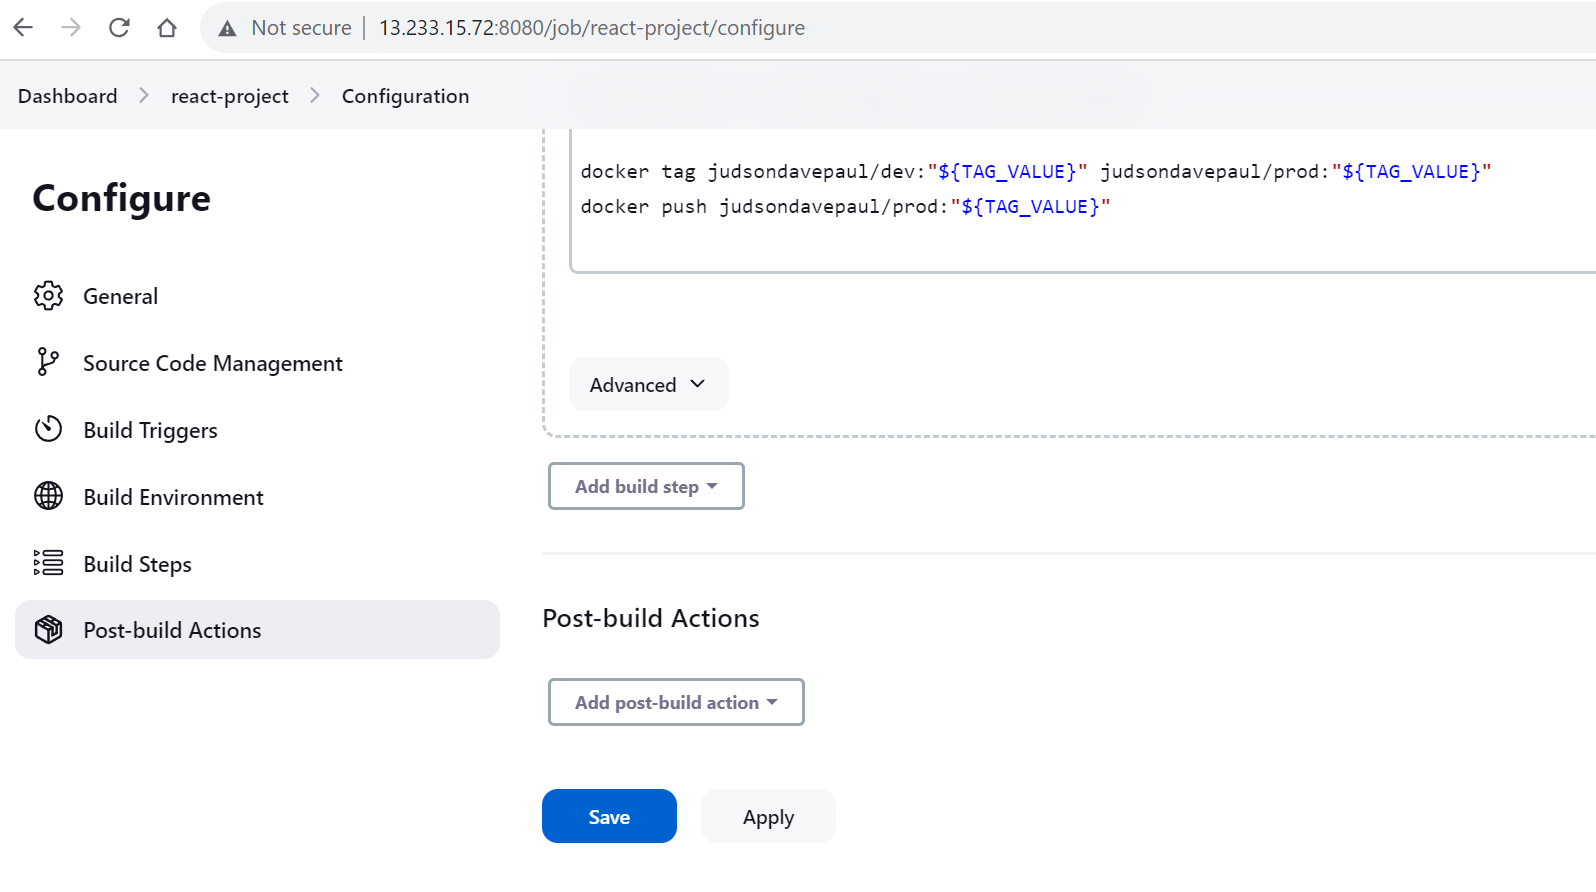 Not secure | 13.233.15.72:8080/job/react-project/configure
Dashboard > react-project > Configuration
Configure
General
Source Code Management
Build Triggers
Build Environment
Build Steps
Post-build Actions
docker tag judsondavepaul/dev:"${TAG_VALUE}" judsondavepaul/prod:"${TAG_VALUE}"
docker push judsondavepaul/prod:"${TAG_VALUE}"
Advanced
Add build step
Post-build Actions
Add post-build action
Save Apply